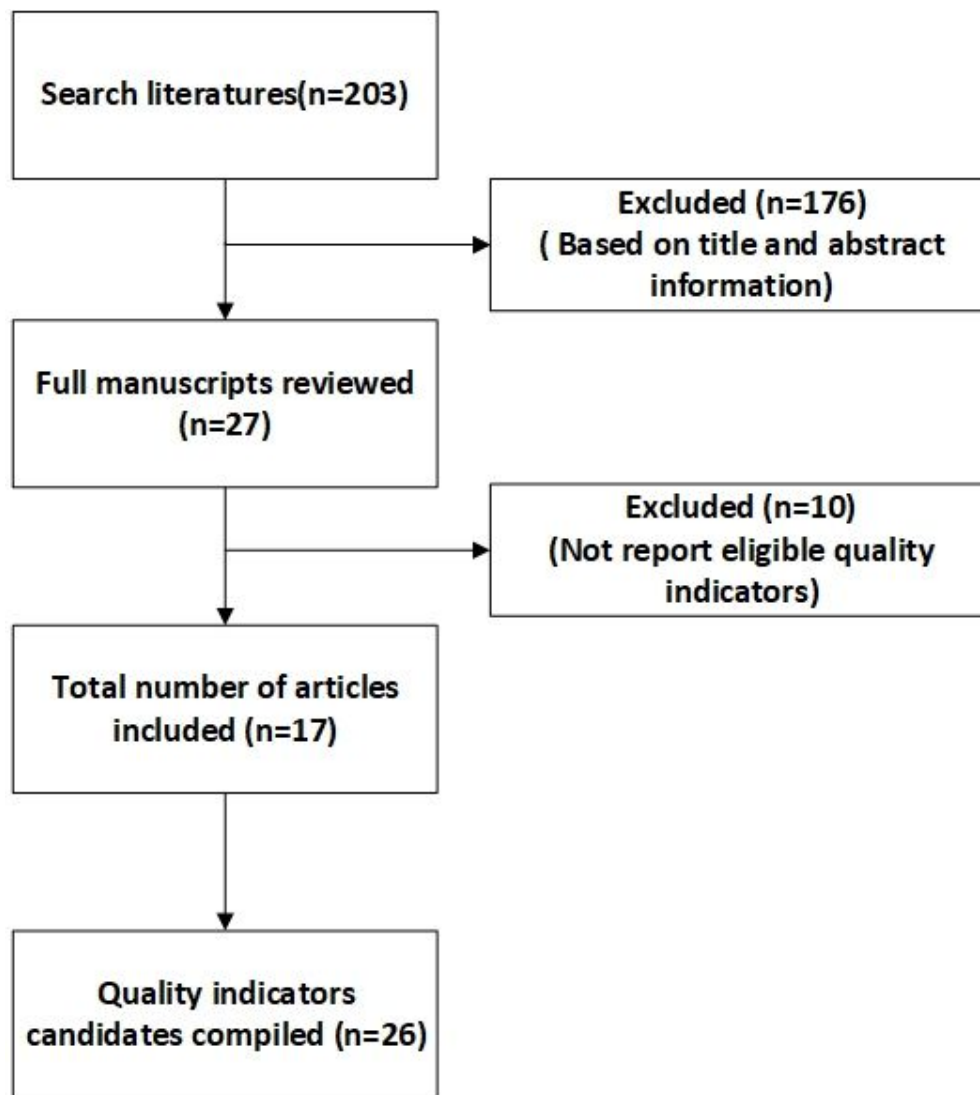 Search literatures(n=203)
Excluded (n=176)
( Based on title and abstract
information)
Full manuscripts reviewed
(n=27)
Excluded (n=10)
(Not report eligible quality
indicators)
Total number of articles
included (n=17)
Quality indicators
candidates compiled (n=26)